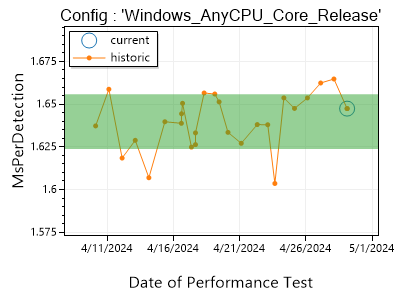 Config : 'Windows_AnyCPU_Core_Release'
current
historic
1.675
1.65
1.625
1.6
1.575
MsPerDetection
4/11/2024 4/16/2024 4/21/2024 4/26/2024 5/1/2024
Date of Performance Test